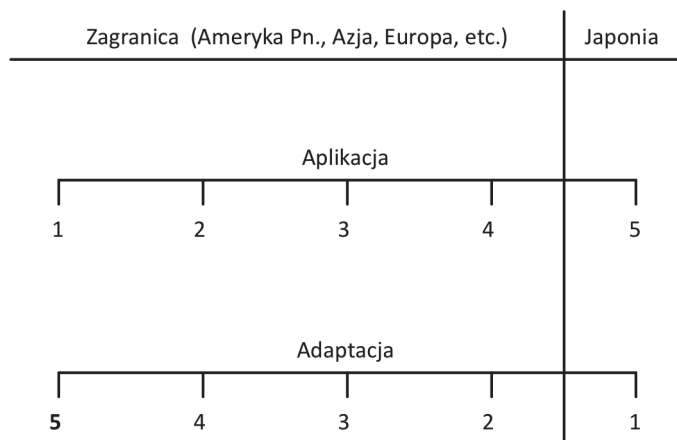 Zagranica (Ameryka Pn., Azja, Europa, etc.) Japonia
Aplikacja
1 2 3 4 5
Adaptacja
5 4 3 2 1